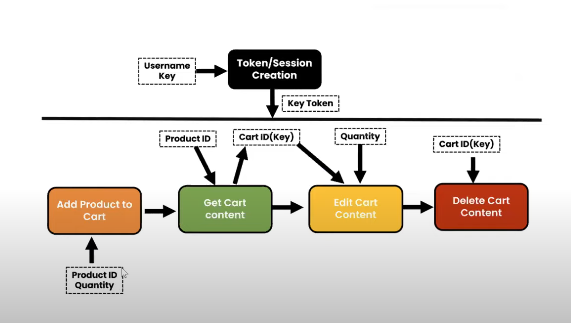 Username
Key
Token/Session
Creation
Key Token
Product ID
Cart ID(Key)
Quantity
Cart ID(Key)
Add Product to
Cart
Get Cart
content
Edit Cart
Content
Delete Cart
Content
Product ID
Quantity